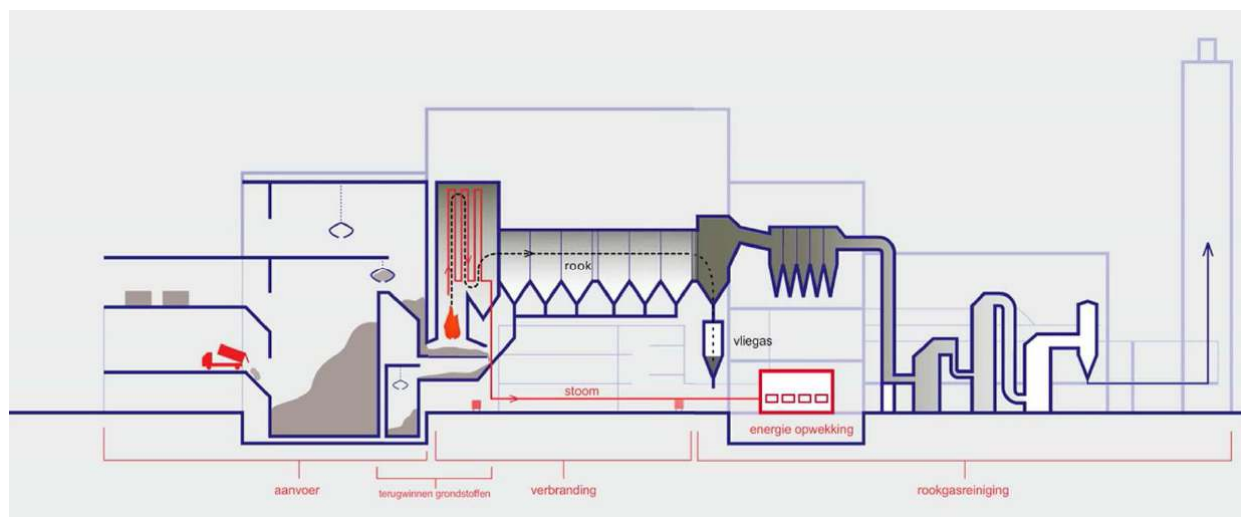 rook
vliegas
stoom
energie opwekking
aanvoer
terugwinnen grondstoffen
verbranding
rookgasreiniging